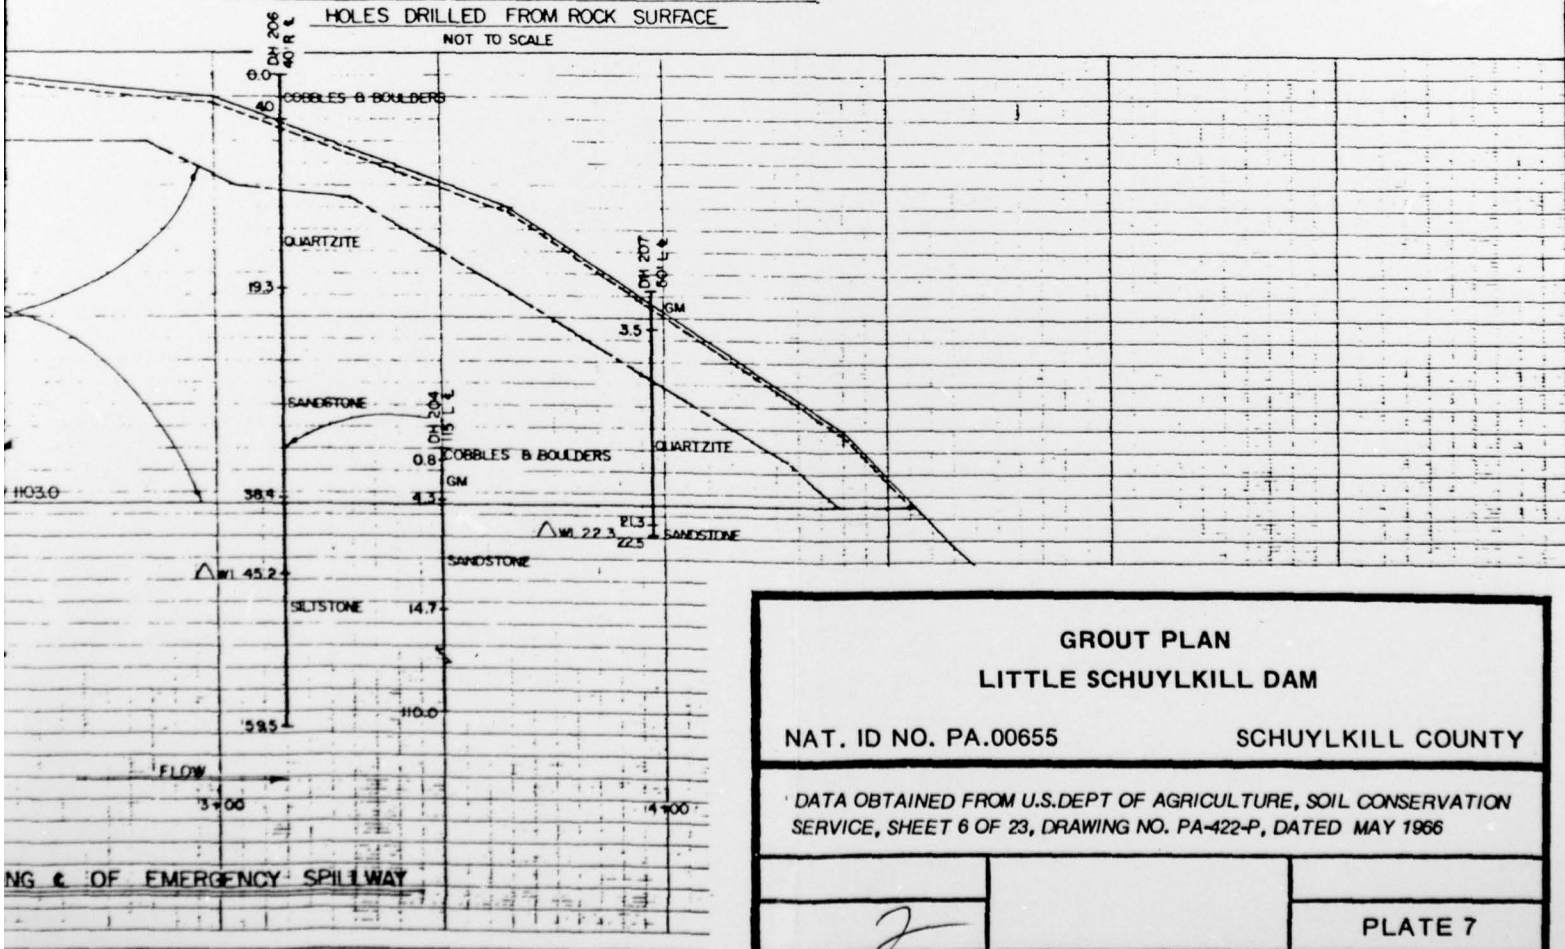 HOLES DRILLED FROM ROCK SURFACE
NOT TO SCALE
DH 206
40' R ℄
0.0
COBBLES & BOULDERS
4.0
QUARTZITE
19.3
SANDSTONE
38.4
WL 45.2
SILTSTONE
59.5
DH 204
115' L ℄
0.8
COBBLES & BOULDERS
GM
4.3
SANDSTONE
14.7
110.0
DH 207
50' L ℄
GM
3.5
QUARTZITE
21.3
WL 22.3
SANDSTONE
22.5
1103.0
FLOW
3+00
4+00
NG ℄ OF EMERGENCY SPILLWAY
GROUT PLAN
LITTLE SCHUYLKILL DAM
NAT. ID NO. PA.00655 SCHUYLKILL COUNTY
DATA OBTAINED FROM U.S.DEPT OF AGRICULTURE, SOIL CONSERVATION
SERVICE, SHEET 6 OF 23, DRAWING NO. PA-422-P, DATED MAY 1966
2
PLATE 7